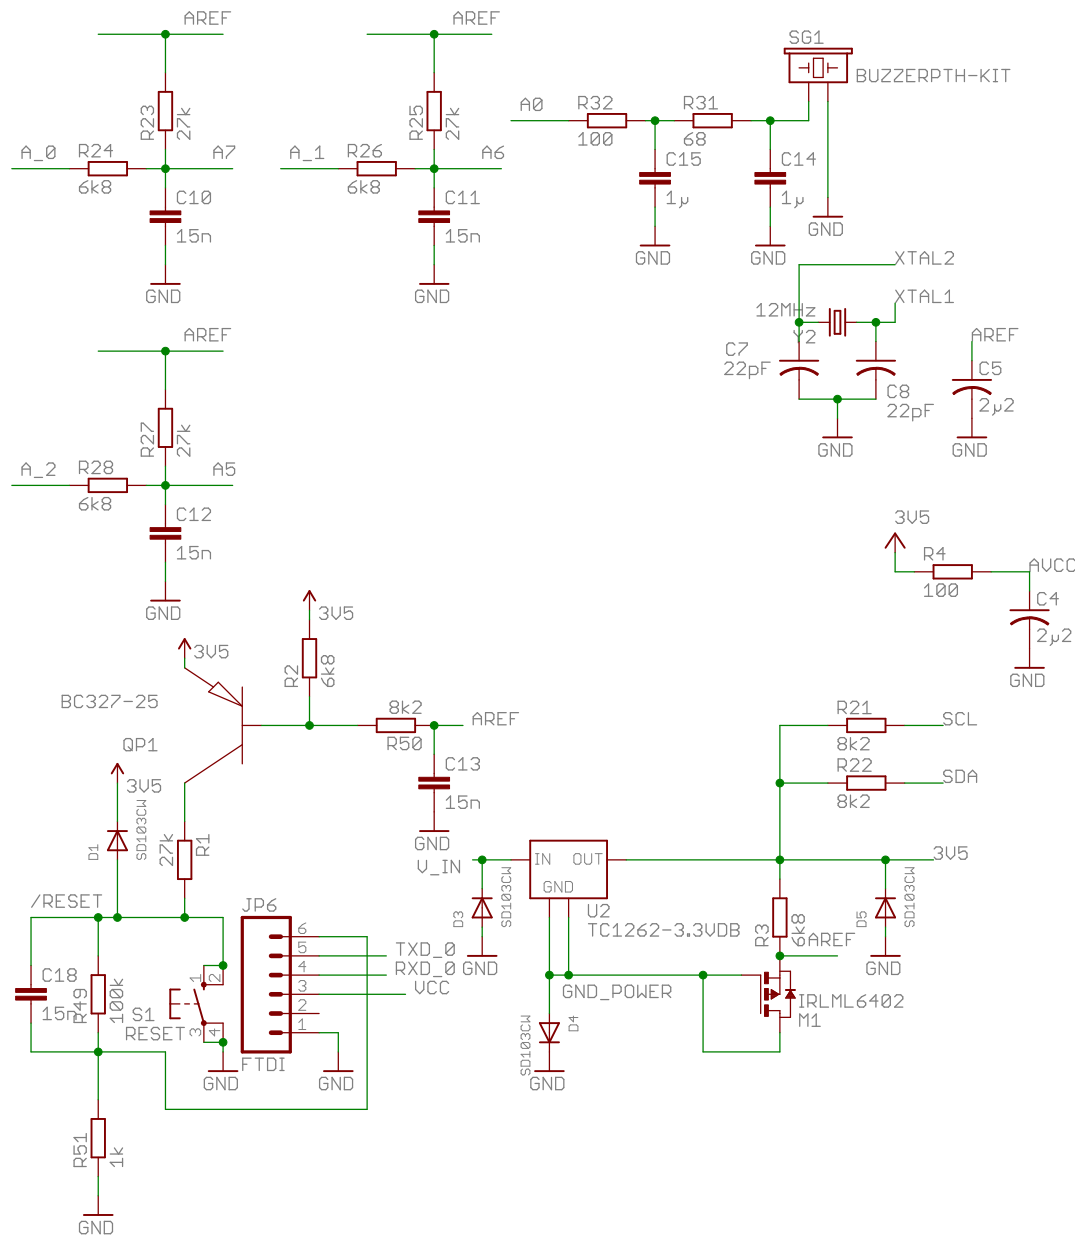 AREF
R23
27k
A_0
R24
6k8
A7
C10
15n
GND
AREF
R25
27k
A_1
R26
6k8
A6
C11
15n
GND
A0
R32
100
R31
68
C15
1µ
GND
C14
1µ
GND
SG1
BUZZERPTH-KIT
GND
XTAL2
XTAL1
12MHz
Y2
C7
22pF
C8
22pF
GND
AREF
C5
2µ2
GND
AREF
R27
27k
A_2
R28
6k8
A5
C12
15n
GND
3V5
R4
100
AVCC
C4
2µ2
GND
3V5
R2
6k8
3V5
BC327-25
QP1
8k2
R50
AREF
C13
15n
GND
3V5
D1
SD103CW
27k
R1
/RESET
C18
15n
R49
100k
S1
RESET
1
2
3
4
GND
JP6
6
5
4
3
2
1
FTDI
TXD_0
RXD_0
VCC
GND
R51
1k
GND
R21
8k2
SCL
R22
8k2
SDA
V_IN
IN
OUT
GND
U2
TC1262-3.3VDB
D3
SD103CW
GND
3V5
R3
6k8
AREF
D5
SD103CW
GND
GND_POWER
D4
SD103CW
GND
IRLML6402
M1